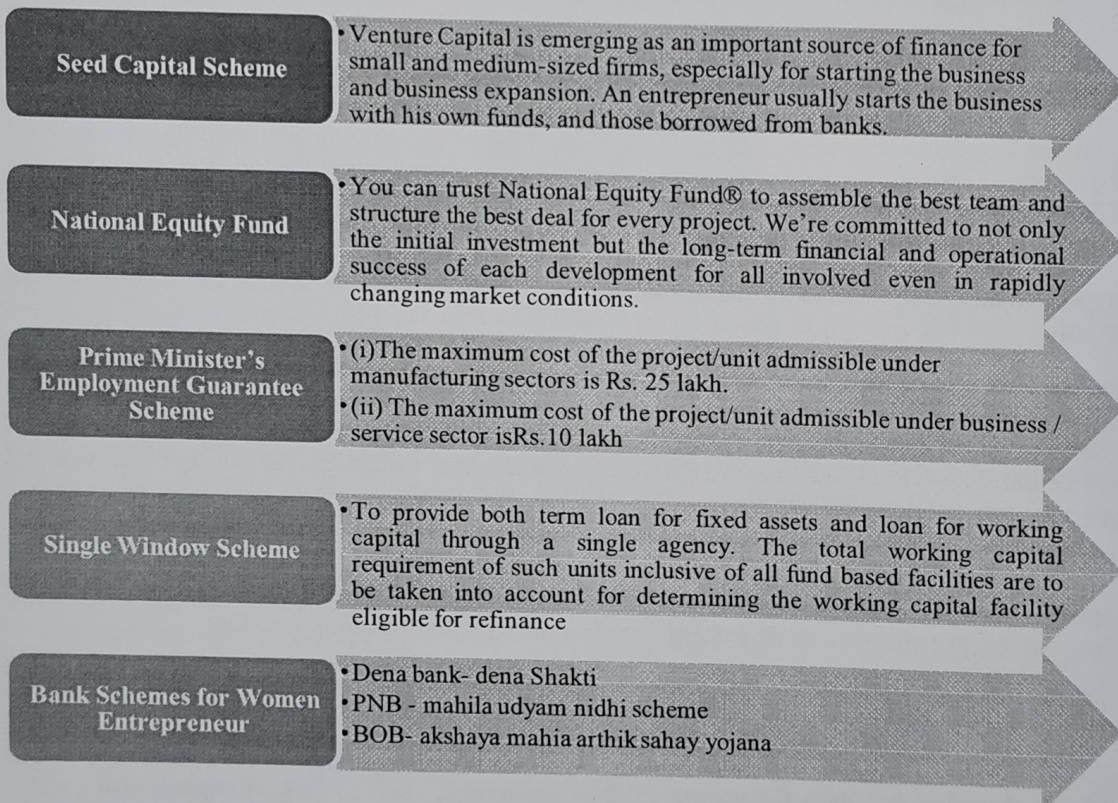 Seed Capital Scheme
•Venture Capital is emerging as an important source of finance for
small and medium-sized firms, especially for starting the business
and business expansion. An entrepreneur usually starts the business
with his own funds, and those borrowed from banks.
National Equity Fund
•You can trust National Equity Fund® to assemble the best team and
structure the best deal for every project. We're committed to not only
the initial investment but the long-term financial and operational
success of each development for all involved even in rapidly
changing market conditions.
Prime Minister's
Employment Guarantee
Scheme
•(i)The maximum cost of the project/unit admissible under
manufacturing sectors is Rs. 25 lakh.
•(ii) The maximum cost of the project/unit admissible under business /
service sector isRs.10 lakh
Single Window Scheme
•To provide both term loan for fixed assets and loan for working
capital through a single agency. The total working capital
requirement of such units inclusive of all fund based facilities are to
be taken into account for determining the working capital facility
eligible for refinance
Bank Schemes for Women
Entrepreneur
•Dena bank- dena Shakti
•PNB - mahila udyam nidhi scheme
•BOB- akshaya mahia arthik sahay yojana